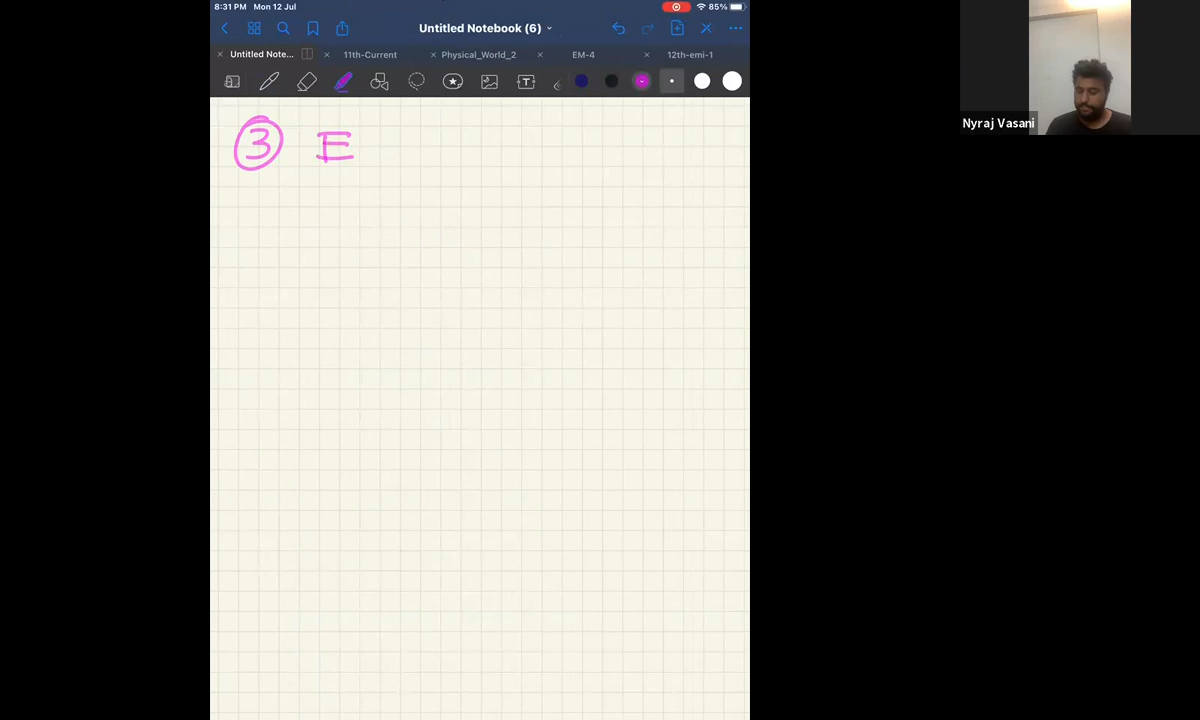 8:31 PM Mon 12 Jul 85%
Untitled Notebook (6)
Untitled Note... 11th-Current Physical_World_2 EM-4 12th-emi-1
T
3 E
Nyraj Vasani